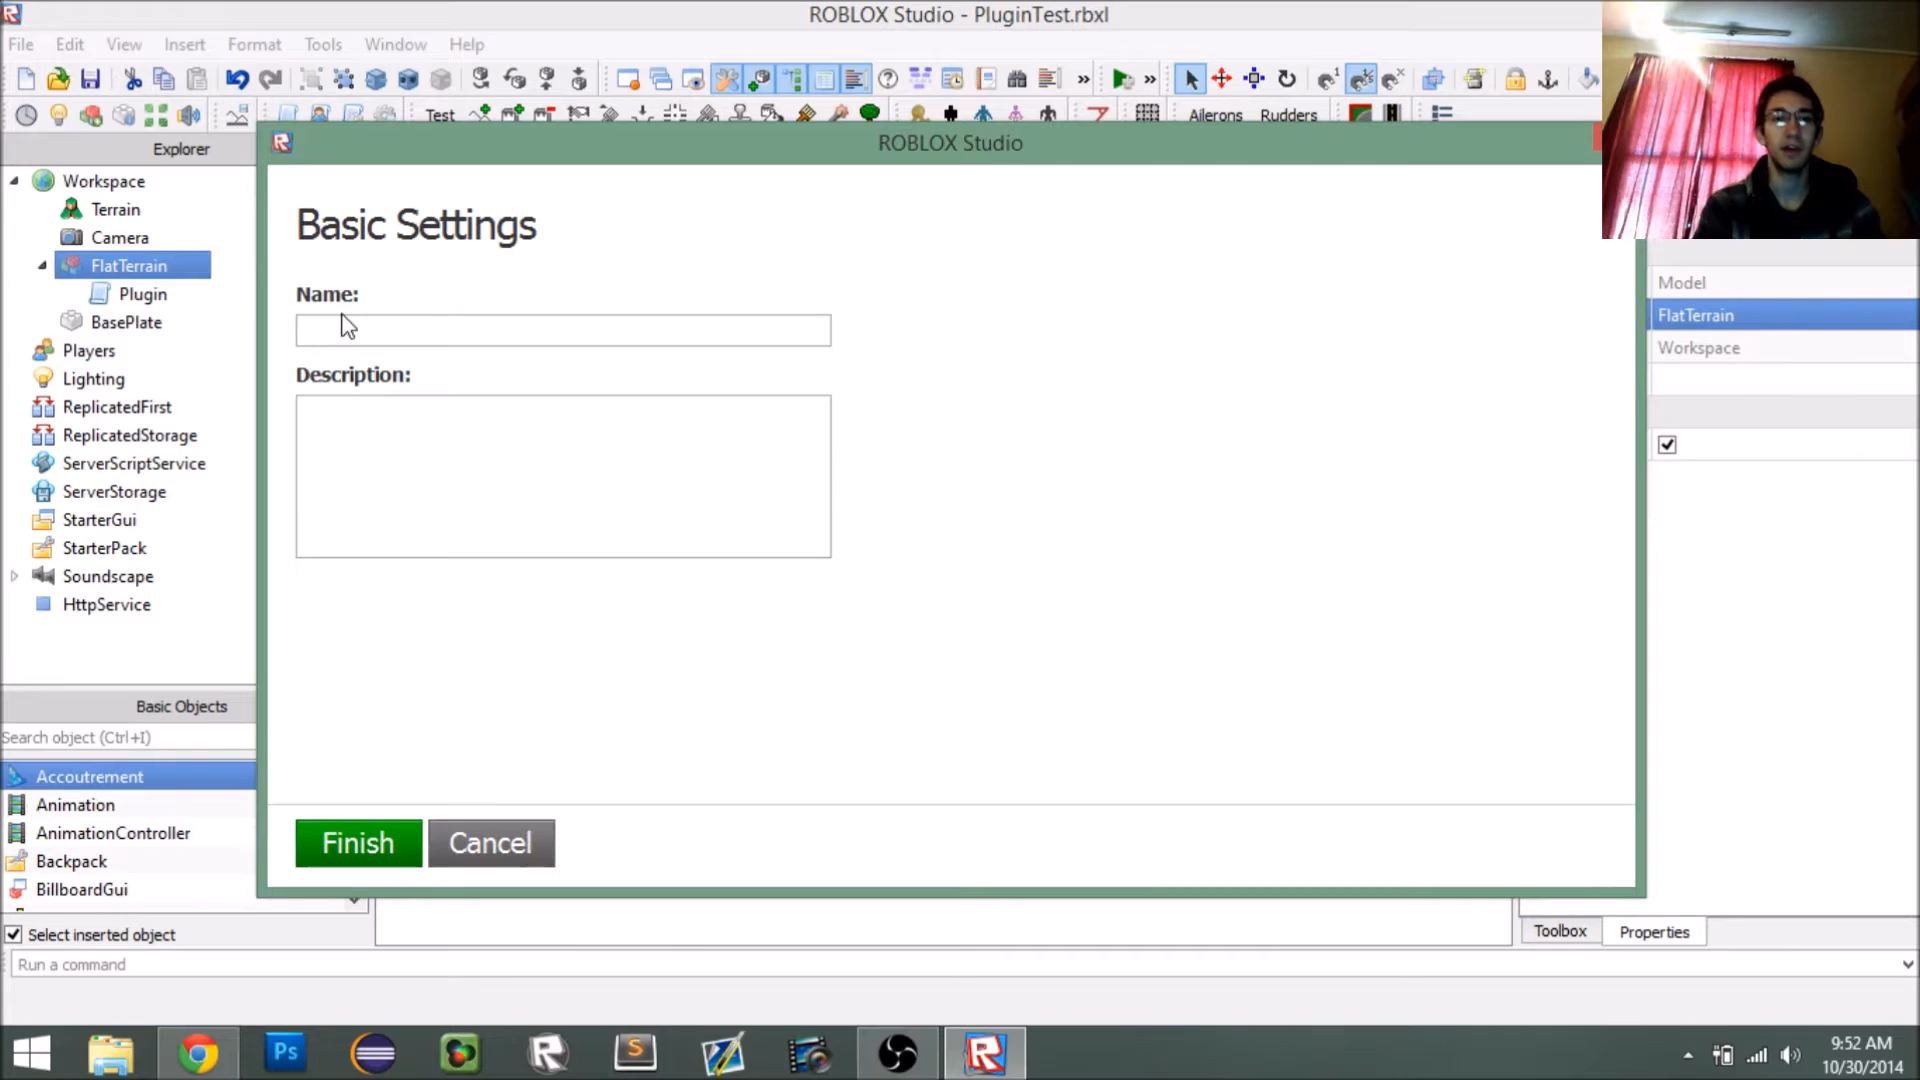 ROBLOX Studio - PluginTest.rbxl
File Edit View Insert Format Tools Window Help
Test Ailerons Rudders
Explorer
ROBLOX Studio
Workspace
Terrain
Camera
FlatTerrain
Plugin
BasePlate
Players
Lighting
ReplicatedFirst
ReplicatedStorage
ServerScriptService
ServerStorage
StarterGui
StarterPack
Soundscape
HttpService
Basic Objects
Search object (Ctrl+I)
Accoutrement
Animation
AnimationController
Backpack
BillboardGui
Select inserted object
Run a command
Basic Settings
Name:
Description:
Finish Cancel
Model
FlatTerrain
Workspace
Toolbox Properties
Ps
S
9:52 AM
10/30/2014